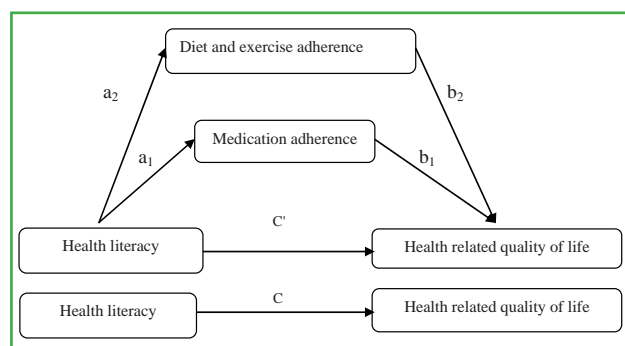 Diet and exercise adherence
a₂
b₂
Medication adherence
a₁
b₁
C'
Health literacy
Health related quality of life
C
Health literacy
Health related quality of life